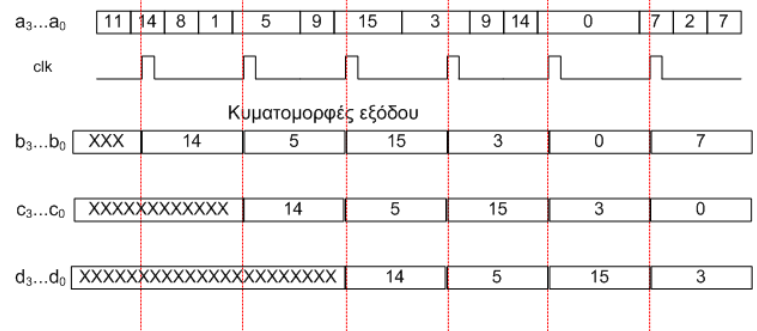 a₃...a₀ 11 14 8 1 5 9 15 3 9 14 0 7 2 7
clk
Κυματομορφές εξόδου
b₃...b₀ XXX 14 5 15 3 0 7
c₃...c₀ XXXXXXXXXXXX 14 5 15 3 0
d₃...d₀ XXXXXXXXXXXXXXXXXXXXXX 14 5 15 3